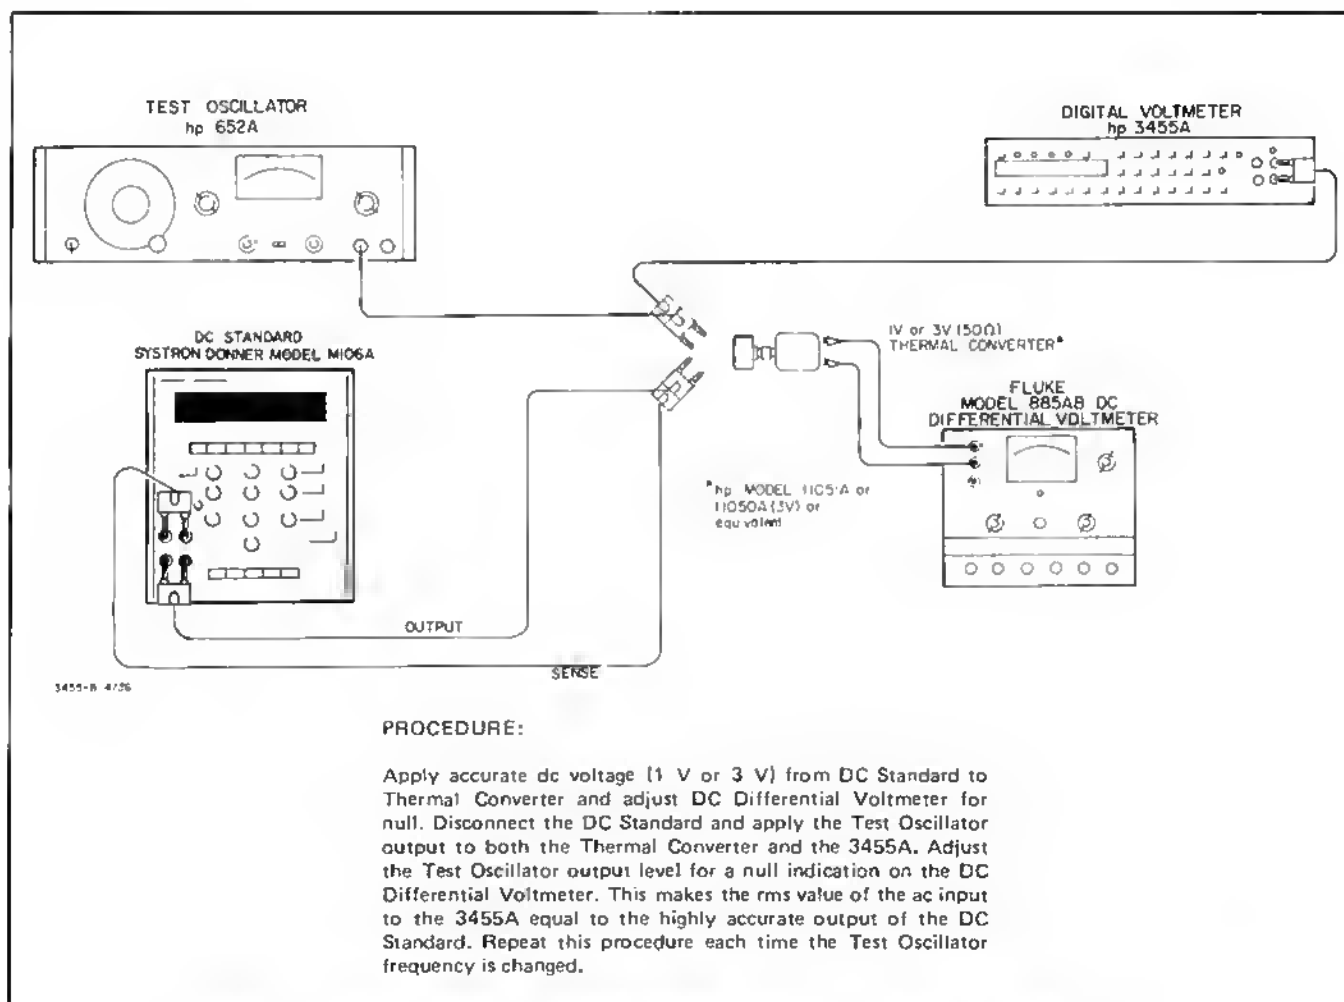 TEST OSCILLATOR
hp 652A
DIGITAL VOLTMETER
hp 3455A
DC STANDARD
SYSTRON DONNER MODEL M106A
1V or 3V (50Ω)
THERMAL CONVERTER*
FLUKE
MODEL 885AB DC
DIFFERENTIAL VOLTMETER
*hp MODEL 11051A or
11050A (3V) or
equivalent
OUTPUT
SENSE
3455-B-4736
PROCEDURE:
Apply accurate dc voltage (1 V or 3 V) from DC Standard to
Thermal Converter and adjust DC Differential Voltmeter for
null. Disconnect the DC Standard and apply the Test Oscillator
output to both the Thermal Converter and the 3455A. Adjust
the Test Oscillator output level for a null indication on the DC
Differential Voltmeter. This makes the rms value of the ac input
to the 3455A equal to the highly accurate output of the DC
Standard. Repeat this procedure each time the Test Oscillator
frequency is changed.